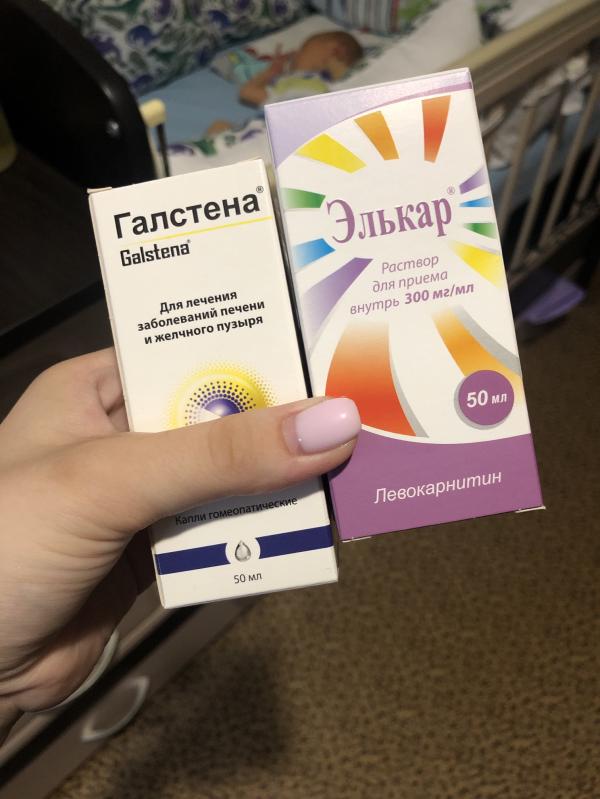 Галстена®
Galstena®
Для лечения
заболеваний печени
и желчного пузыря
Капли гомеопатические
50 мл
Элькар®
Раствор
для приема
внутрь 300 мг/мл
50 мл
Левокарнитин